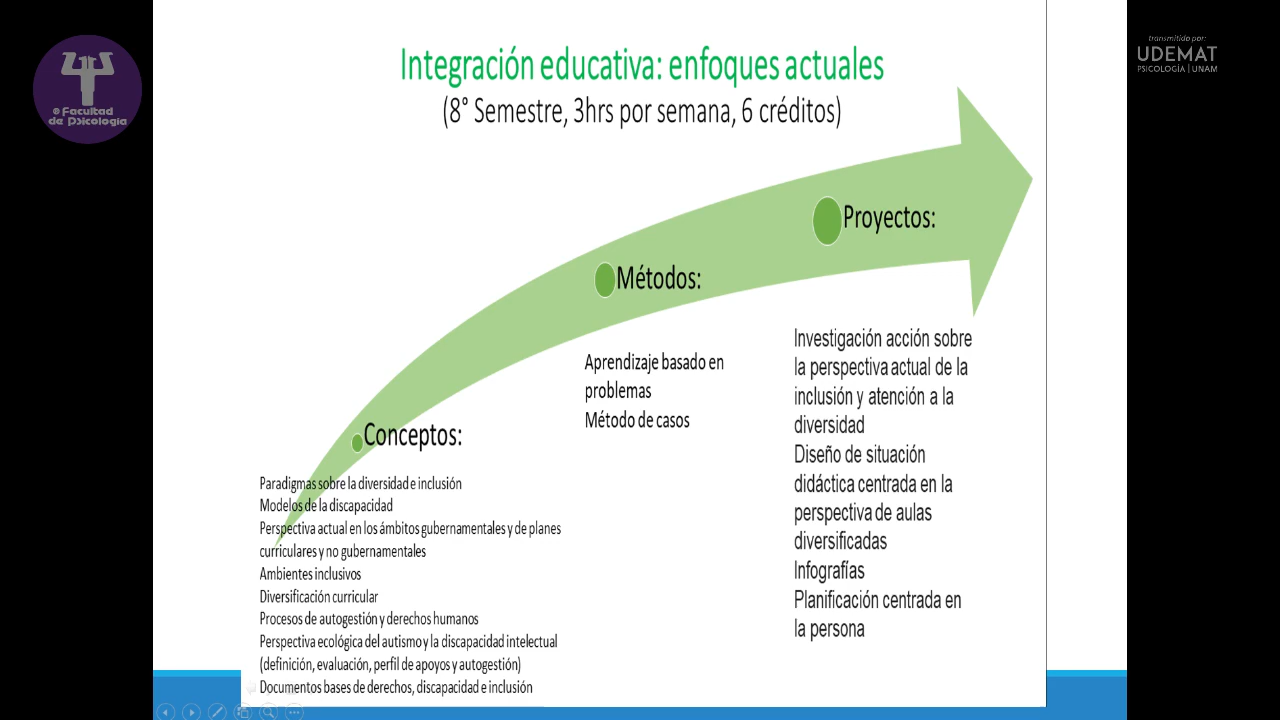 Integración educativa: enfoques actuales
(8° Semestre, 3hrs por semana, 6 créditos)
transmitido por:
UDEMAT
PSICOLOGÍA | UNAM
© Facultad
de Psicología
Conceptos:
Paradigmas sobre la diversidad e inclusión
Modelos de la discapacidad
Perspectiva actual en los ámbitos gubernamentales y de planes
curriculares y no gubernamentales
Ambientes inclusivos
Diversificación curricular
Procesos de autogestión y derechos humanos
Perspectiva ecológica del autismo y la discapacidad intelectual
(definición, evaluación, perfil de apoyos y autogestión)
Documentos bases de derechos, discapacidad e inclusión
Métodos:
Aprendizaje basado en
problemas
Método de casos
Proyectos:
Investigación acción sobre
la perspectiva actual de la
inclusión y atención a la
diversidad
Diseño de situación
didáctica centrada en la
perspectiva de aulas
diversificadas
Infografías
Planificación centrada en
la persona